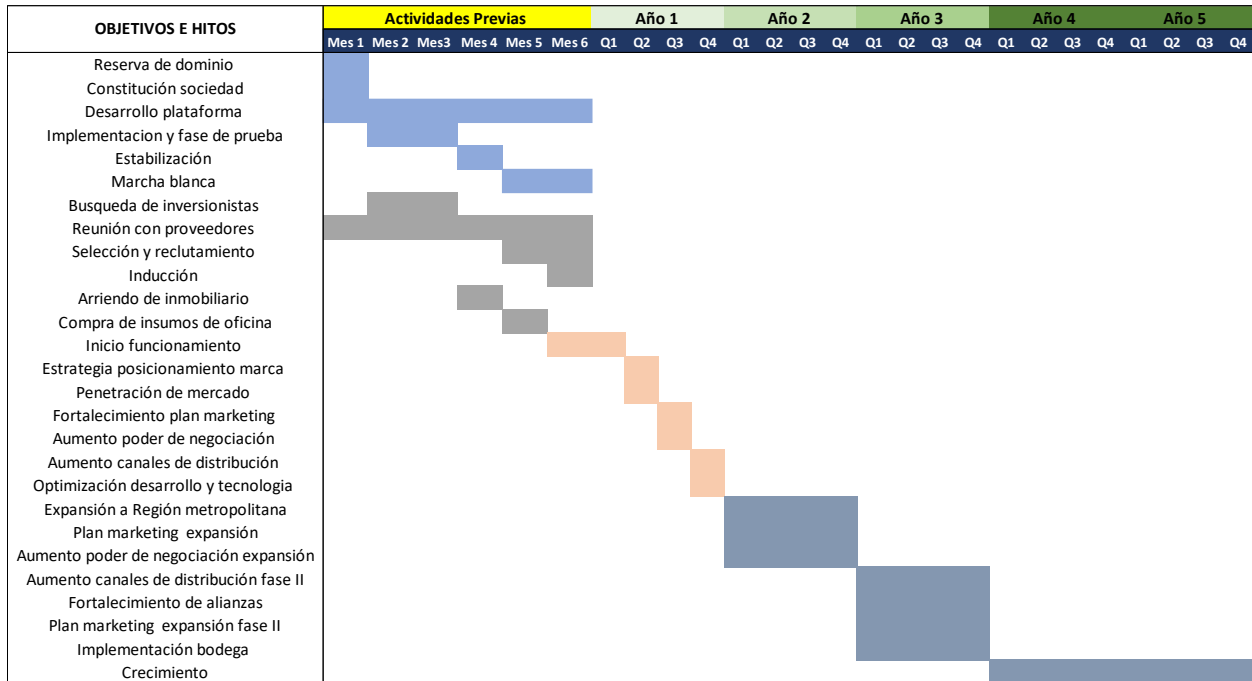 OBJETIVOS E HITOS
Actividades Previas Año 1 Año 2 Año 3 Año 4 Año 5
Mes 1 Mes 2 Mes3 Mes 4 Mes 5 Mes 6 Q1 Q2 Q3 Q4 Q1 Q2 Q3 Q4 Q1 Q2 Q3 Q4 Q1 Q2 Q3 Q4 Q1 Q2 Q3 Q4
Reserva de dominio
Constitución sociedad
Desarrollo plataforma
Implementacion y fase de prueba
Estabilización
Marcha blanca
Busqueda de inversionistas
Reunión con proveedores
Selección y reclutamiento
Inducción
Arriendo de inmobiliario
Compra de insumos de oficina
Inicio funcionamiento
Estrategia posicionamiento marca
Penetración de mercado
Fortalecimiento plan marketing
Aumento poder de negociación
Aumento canales de distribución
Optimización desarrollo y tecnologia
Expansión a Región metropolitana
Plan marketing expansión
Aumento poder de negociación expansión
Aumento canales de distribución fase II
Fortalecimiento de alianzas
Plan marketing expansión fase II
Implementación bodega
Crecimiento